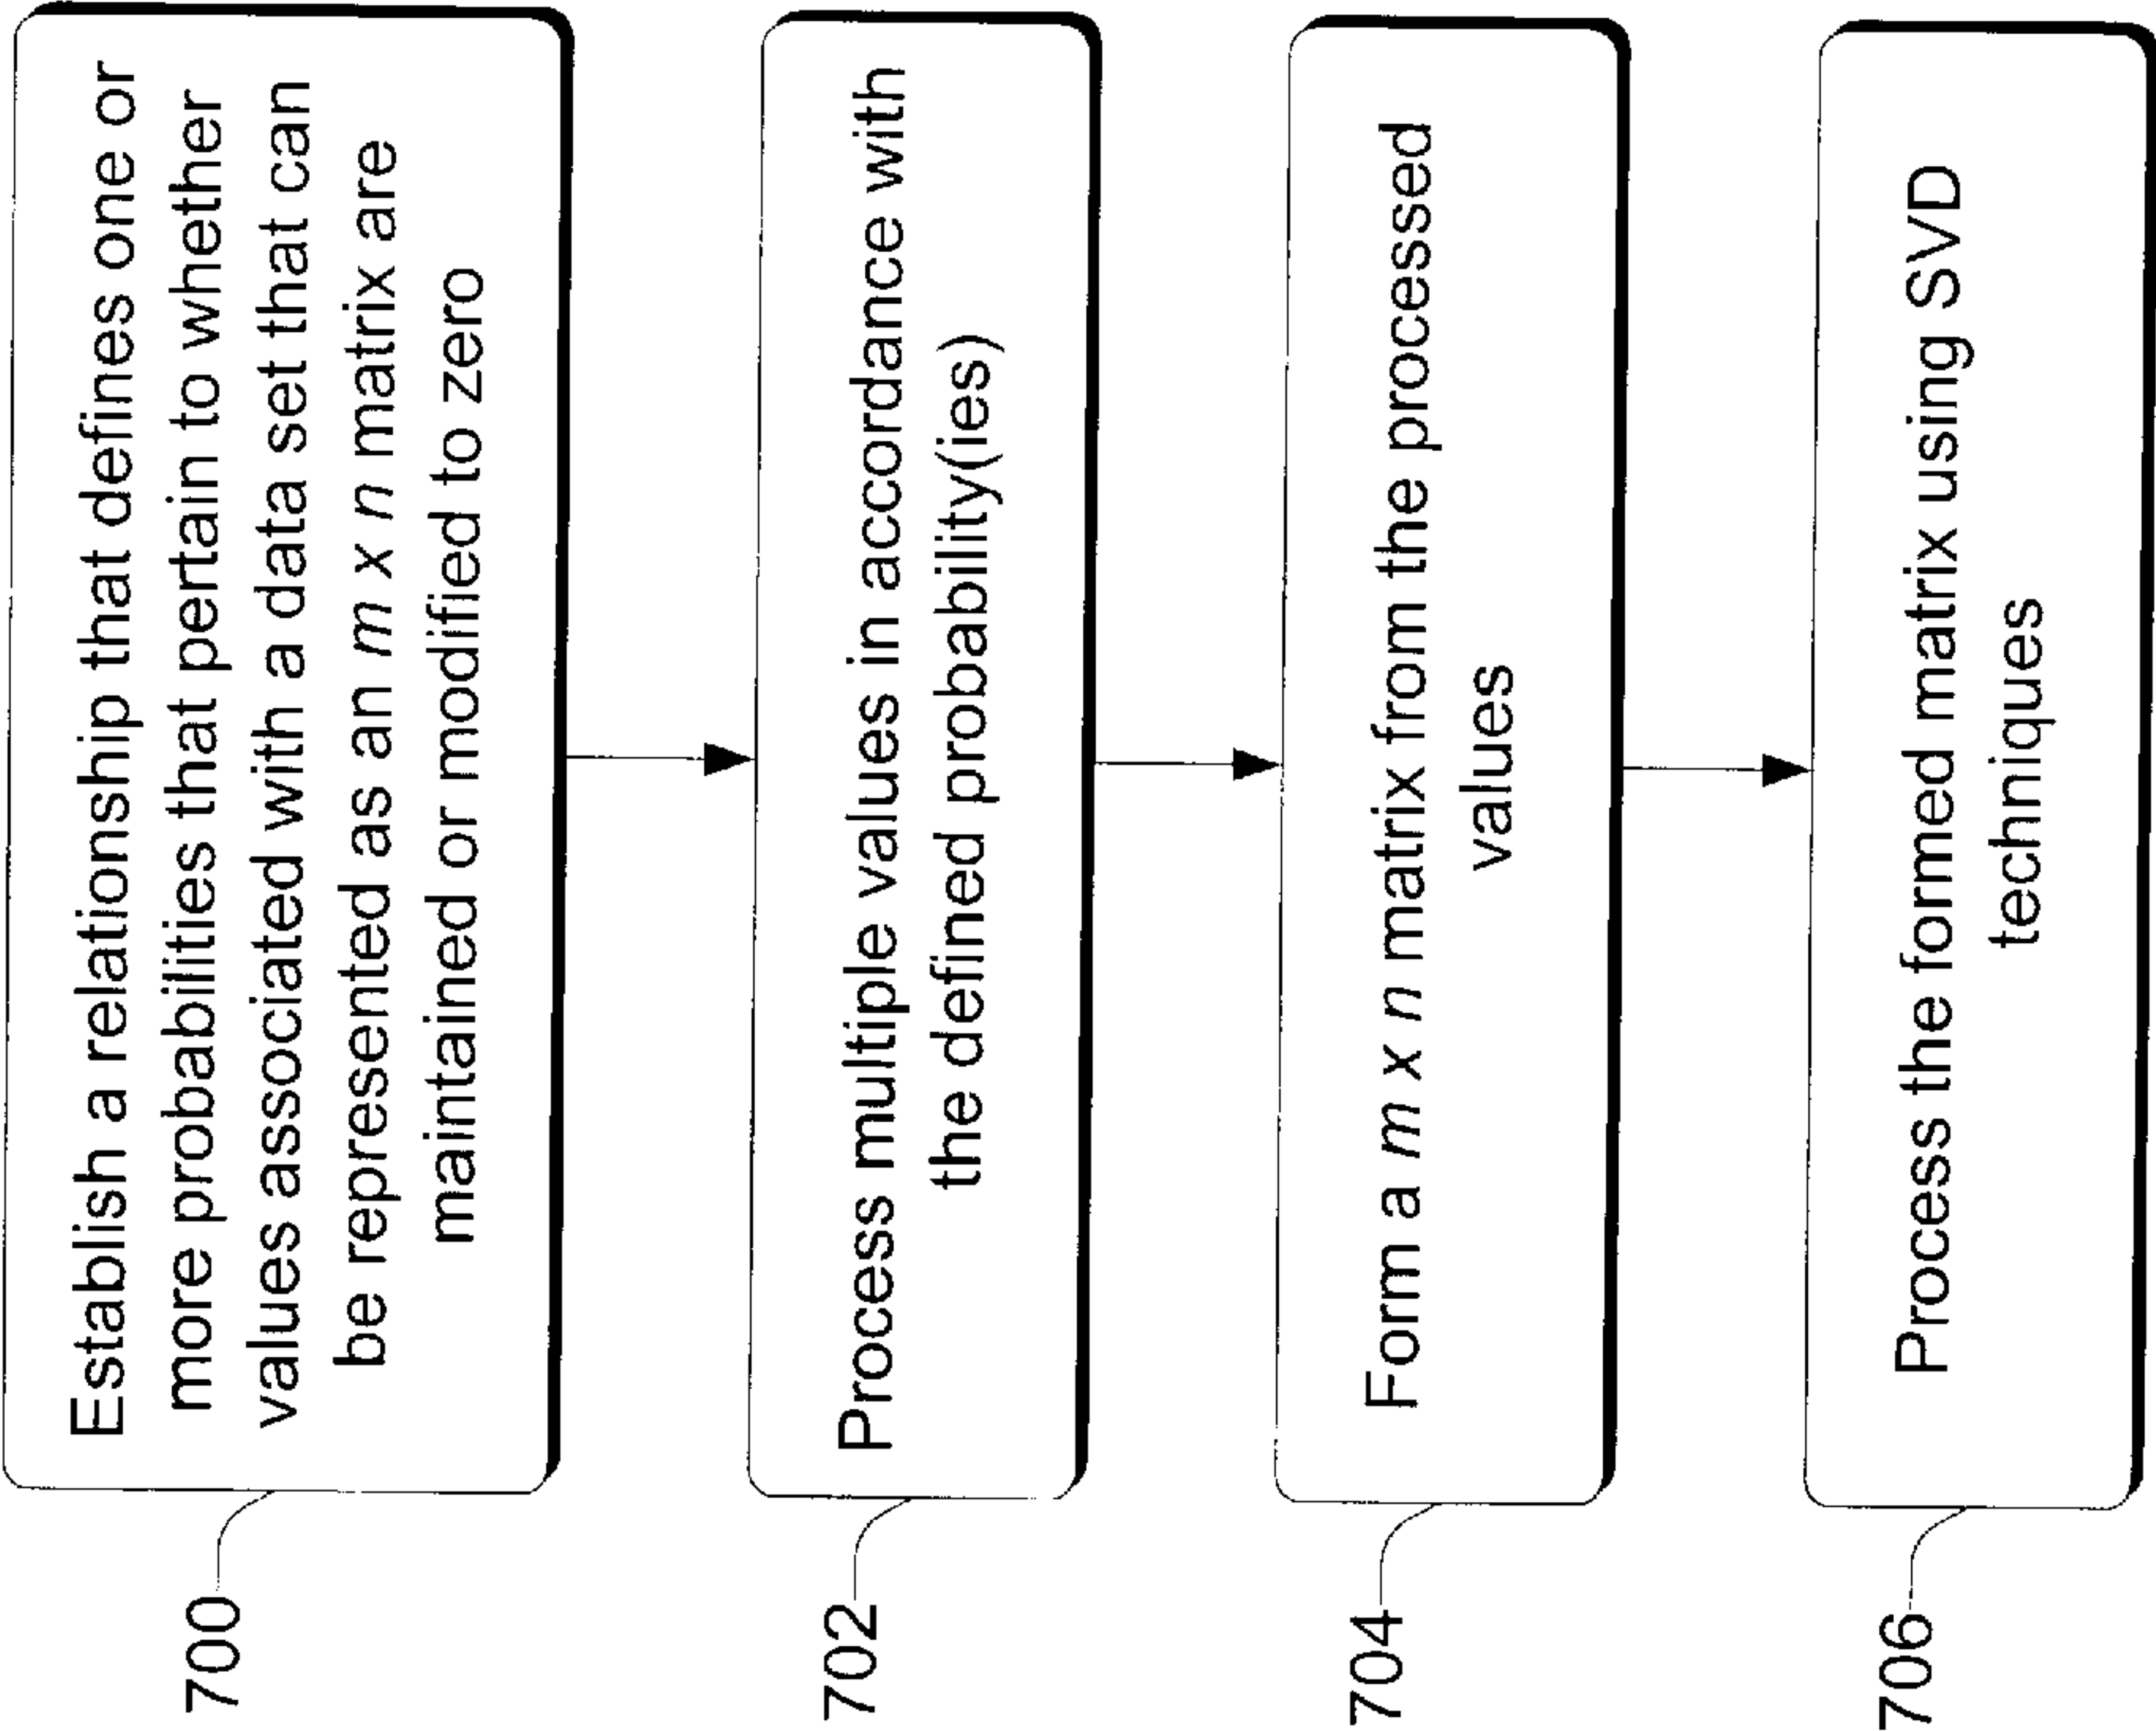 700
Establish a relationship that defines one or
more probabilities that pertain to whether
values associated with a data set that can
be represented as an m x n matrix are
maintained or modified to zero
702
Process multiple values in accordance with
the defined probability(ies)
704
Form a m x n matrix from the processed
values
706
Process the formed matrix using SVD
techniques